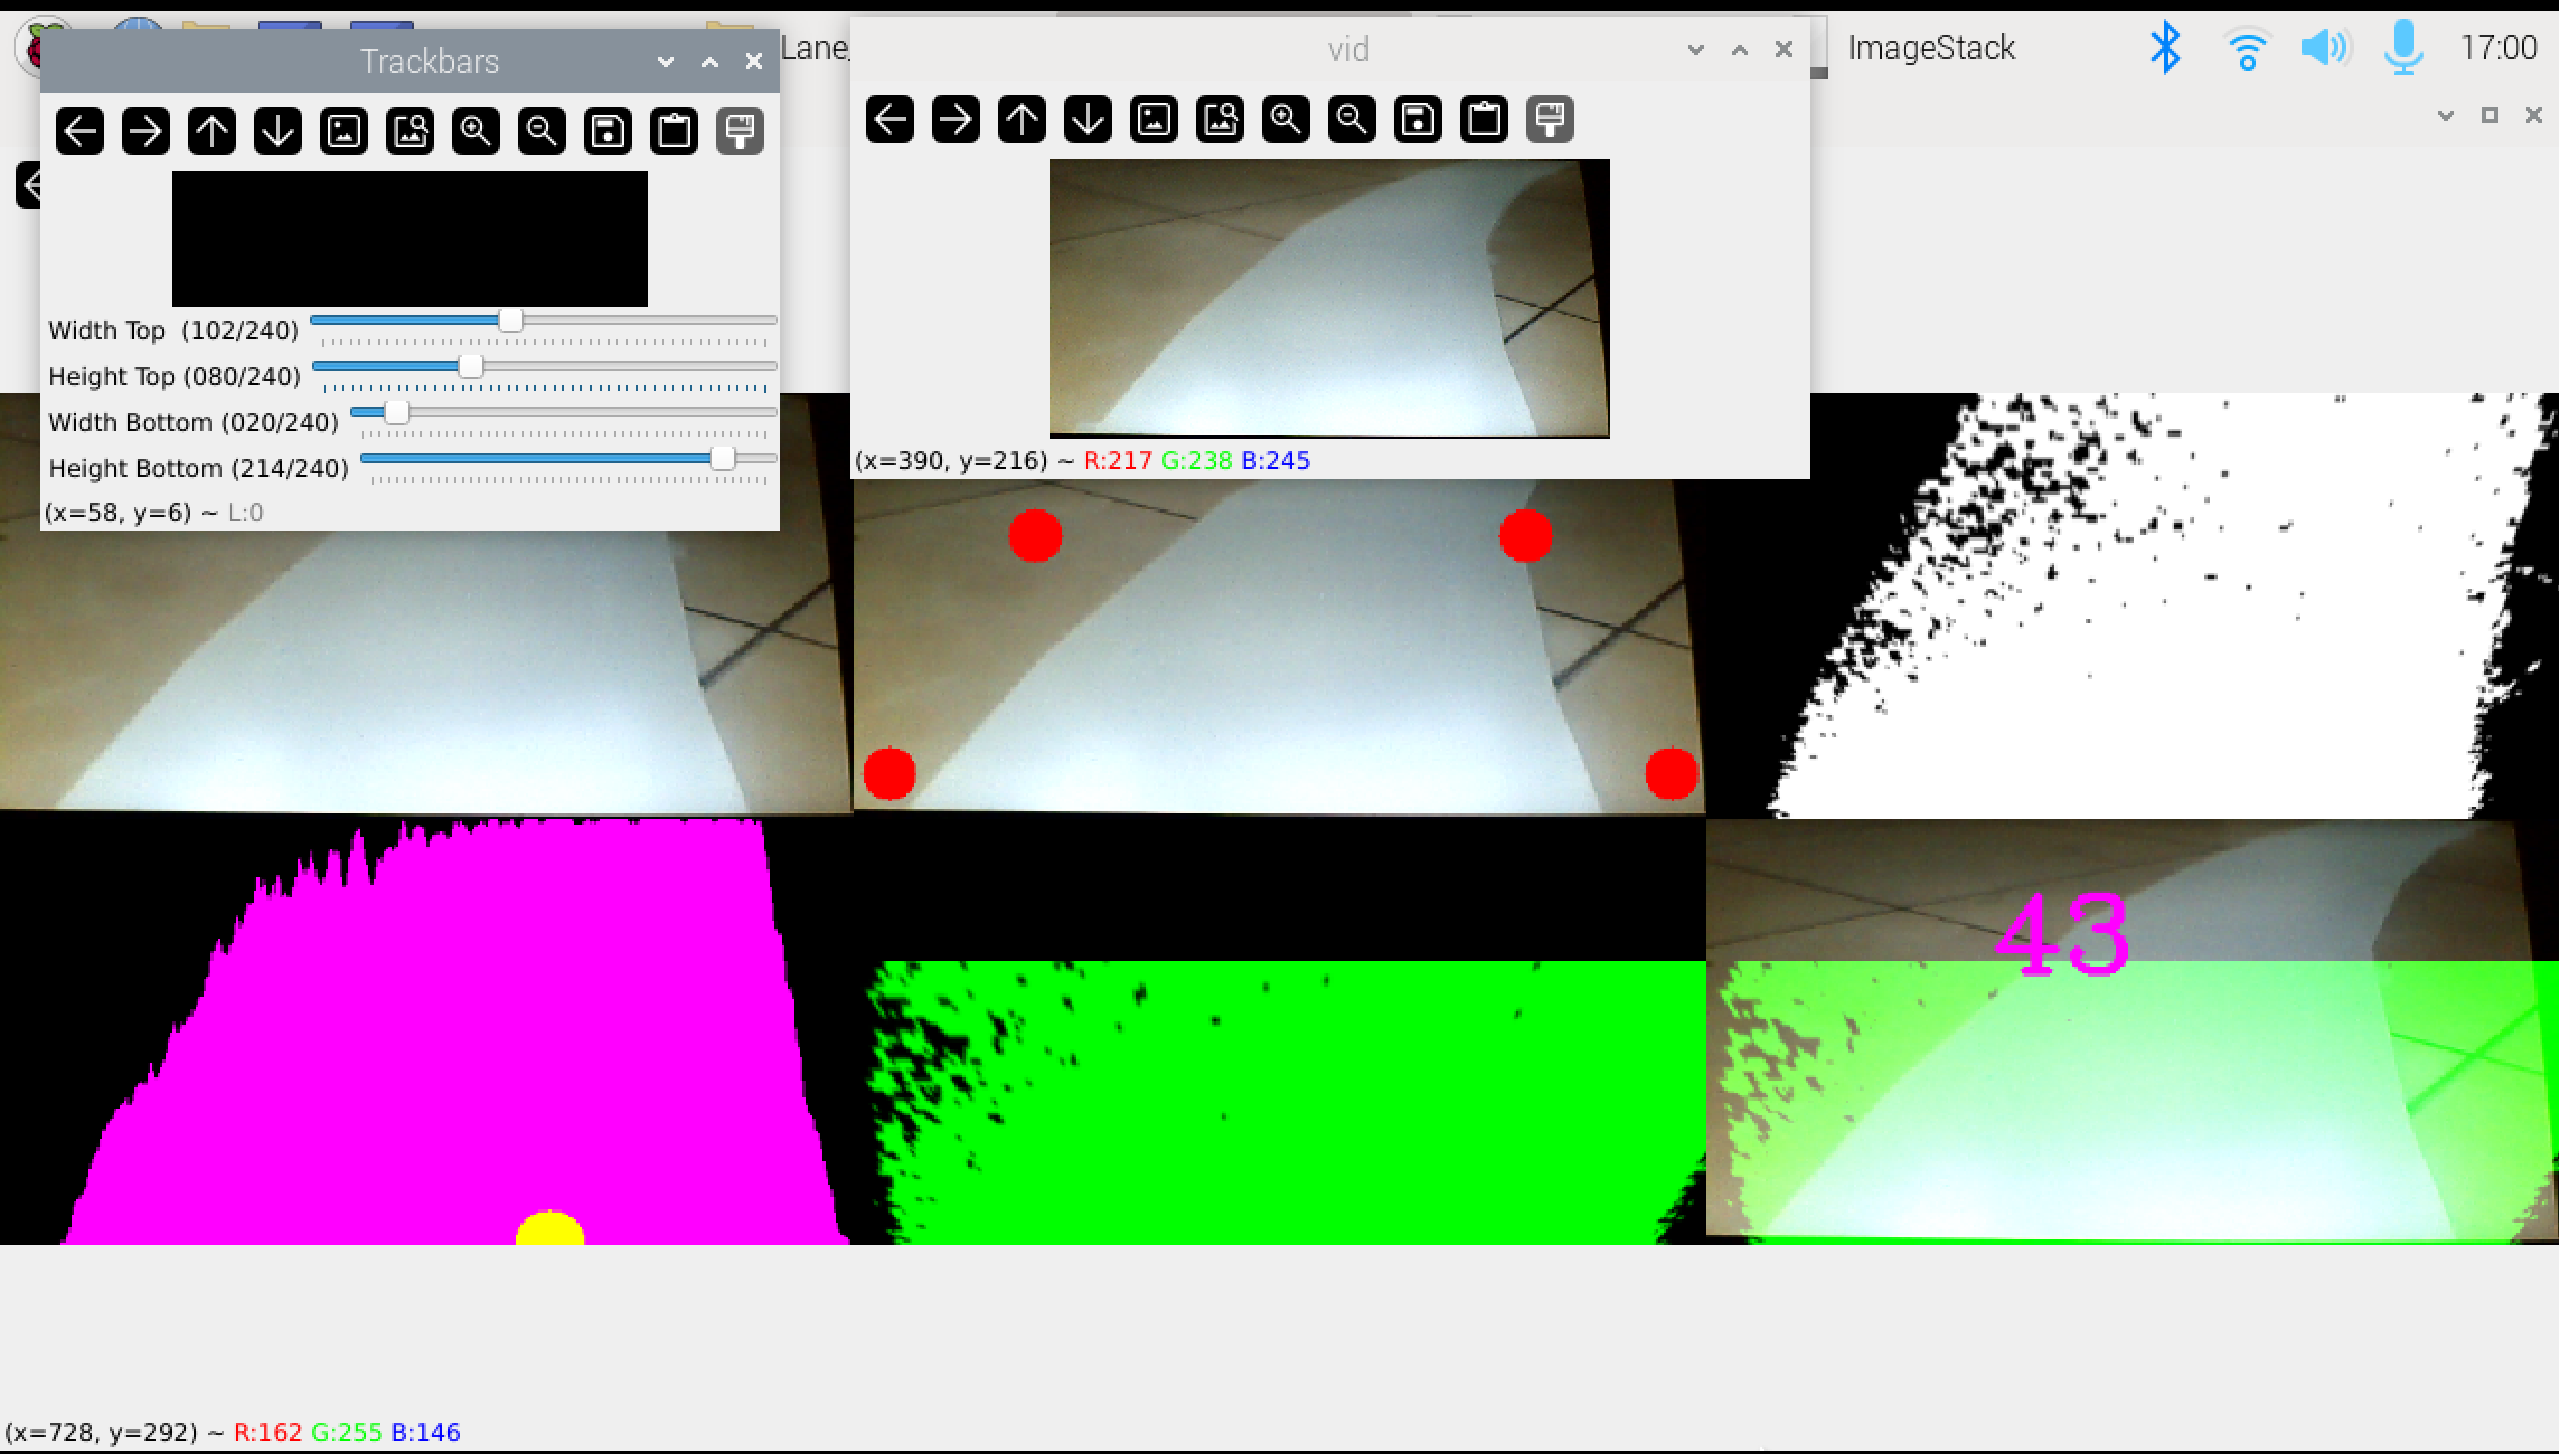 Trackbars
Lane_
vid
ImageStack
17:00
Width Top (102/240)
Height Top (080/240)
Width Bottom (020/240)
Height Bottom (214/240)
(x=58, y=6) ~ L:0
(x=390, y=216) ~ R:217 G:238 B:245
43
(x=728, y=292) ~ R:162 G:255 B:146